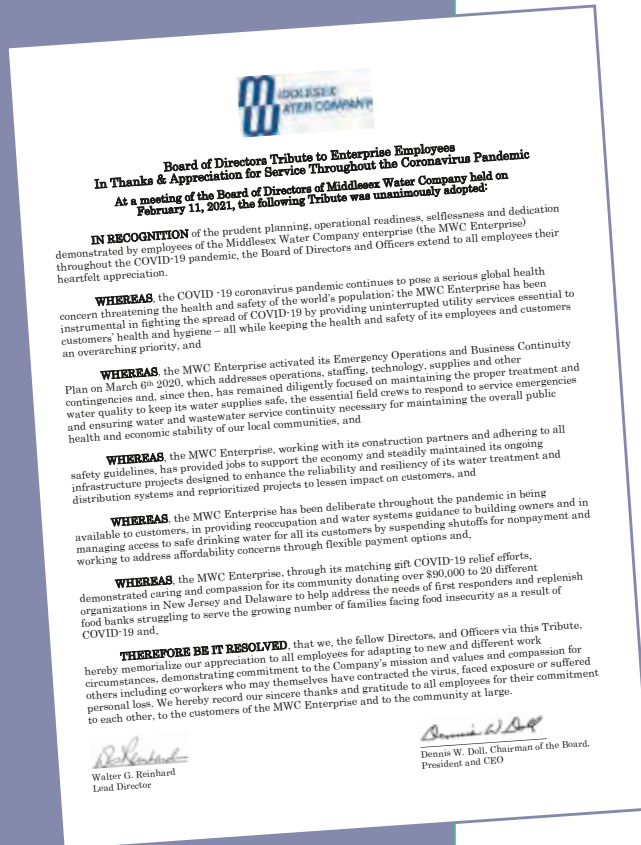 MIDDLESEX
WATER COMPANY
Board of Directors Tribute to Enterprise Employees
In Thanks & Appreciation for Service Throughout the Coronavirus Pandemic
At a meeting of the Board of Directors of Middlesex Water Company held on
February 11, 2021, the following Tribute was unanimously adopted:
IN RECOGNITION of the prudent planning, operational readiness, selflessness and dedication
demonstrated by employees of the Middlesex Water Company enterprise (the MWC Enterprise)
throughout the COVID-19 pandemic, the Board of Directors and Officers extend to all employees their
heartfelt appreciation.
WHEREAS, the COVID -19 coronavirus pandemic continues to pose a serious global health
concern threatening the health and safety of the world's population; the MWC Enterprise has been
instrumental in fighting the spread of COVID-19 by providing uninterrupted utility services essential to
customers' health and hygiene – all while keeping the health and safety of its employees and customers
an overarching priority, and
WHEREAS, the MWC Enterprise activated its Emergency Operations and Business Continuity
Plan on March 6th 2020, which addresses operations, staffing, technology, supplies and other
contingencies and, since then, has remained diligently focused on maintaining the proper treatment and
water quality to keep its water supplies safe, the essential field crews to respond to service emergencies
and ensuring water and wastewater service continuity necessary for maintaining the overall public
health and economic stability of our local communities, and
WHEREAS, the MWC Enterprise, working with its construction partners and adhering to all
safety guidelines, has provided jobs to support the economy and steadily maintained its ongoing
infrastructure projects designed to enhance the reliability and resiliency of its water treatment and
distribution systems and reprioritized projects to lessen impact on customers, and
WHEREAS, the MWC Enterprise has been deliberate throughout the pandemic in being
available to customers, in providing reoccupation and water systems guidance to building owners and in
managing access to safe drinking water for all its customers by suspending shutoffs for nonpayment and
working to address affordability concerns through flexible payment options and,
WHEREAS, the MWC Enterprise, through its matching gift COVID-19 relief efforts,
demonstrated caring and compassion for its community donating over $90,000 to 20 different
organizations in New Jersey and Delaware to help address the needs of first responders and replenish
food banks struggling to serve the growing number of families facing food insecurity as a result of
COVID-19 and,
THEREFORE BE IT RESOLVED, that we, the fellow Directors, and Officers via this Tribute,
hereby memorialize our appreciation to all employees for adapting to new and different work
circumstances, demonstrating commitment to the Company's mission and values and compassion for
others including co-workers who may themselves have contracted the virus, faced exposure or suffered
personal loss. We hereby record our sincere thanks and gratitude to all employees for their commitment
to each other, to the customers of the MWC Enterprise and to the community at large.
Dennis W. Doll
Walter G. Reinhard
Lead Director
Dennis W. Doll, Chairman of the Board,
President and CEO